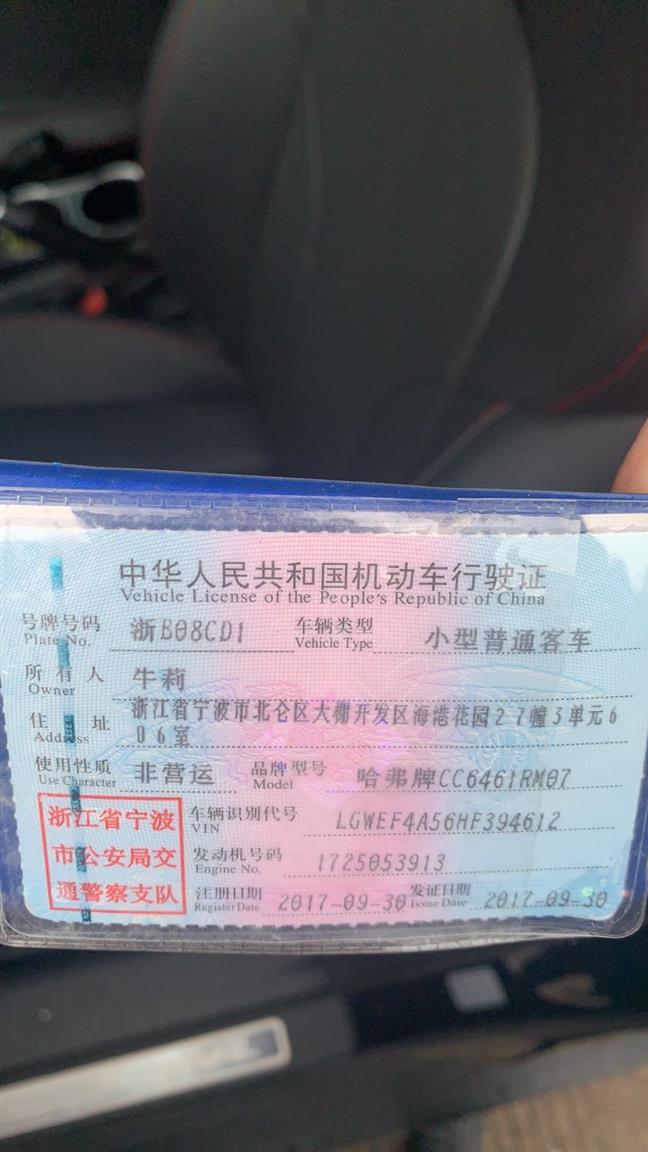 中华人民共和国机动车行驶证
Vehicle License of the People's Republic of China
号牌号码 浙B08CD1 车辆类型 小型普通客车
Plate No. Vehicle Type
所有人 牛莉
Owner
住址 浙江省宁波市北仑区大榭开发区海港花园27幢3单元6
Address 06室
使用性质 非营运 品牌型号 哈弗牌CC6461RM07
Use Character Model
浙江省宁波
市公安局交
通警察支队
车辆识别代号 LGWEF4A56HF394612
VIN
发动机号码 1725053913
Engine No.
注册日期 2017-09-30 发证日期 2017-09-30
Register Date Issue Date